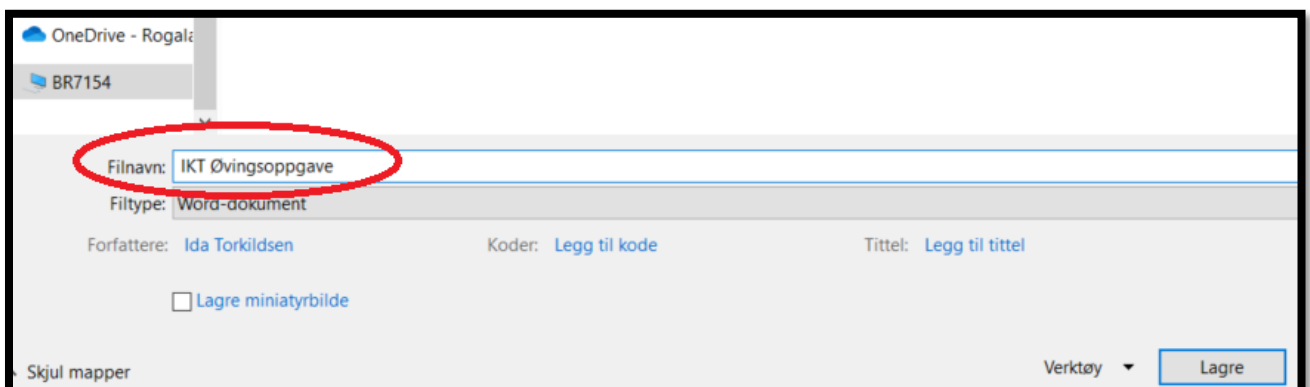 OneDrive - Rogala
BR7154
Filnavn: IKT Øvingsoppgave
Filtype: Word-dokument
Forfattere: Ida Torkildsen Koder: Legg til kode Tittel: Legg til tittel
Lagre miniatyrbilde
Skjul mapper Verktøy Lagre